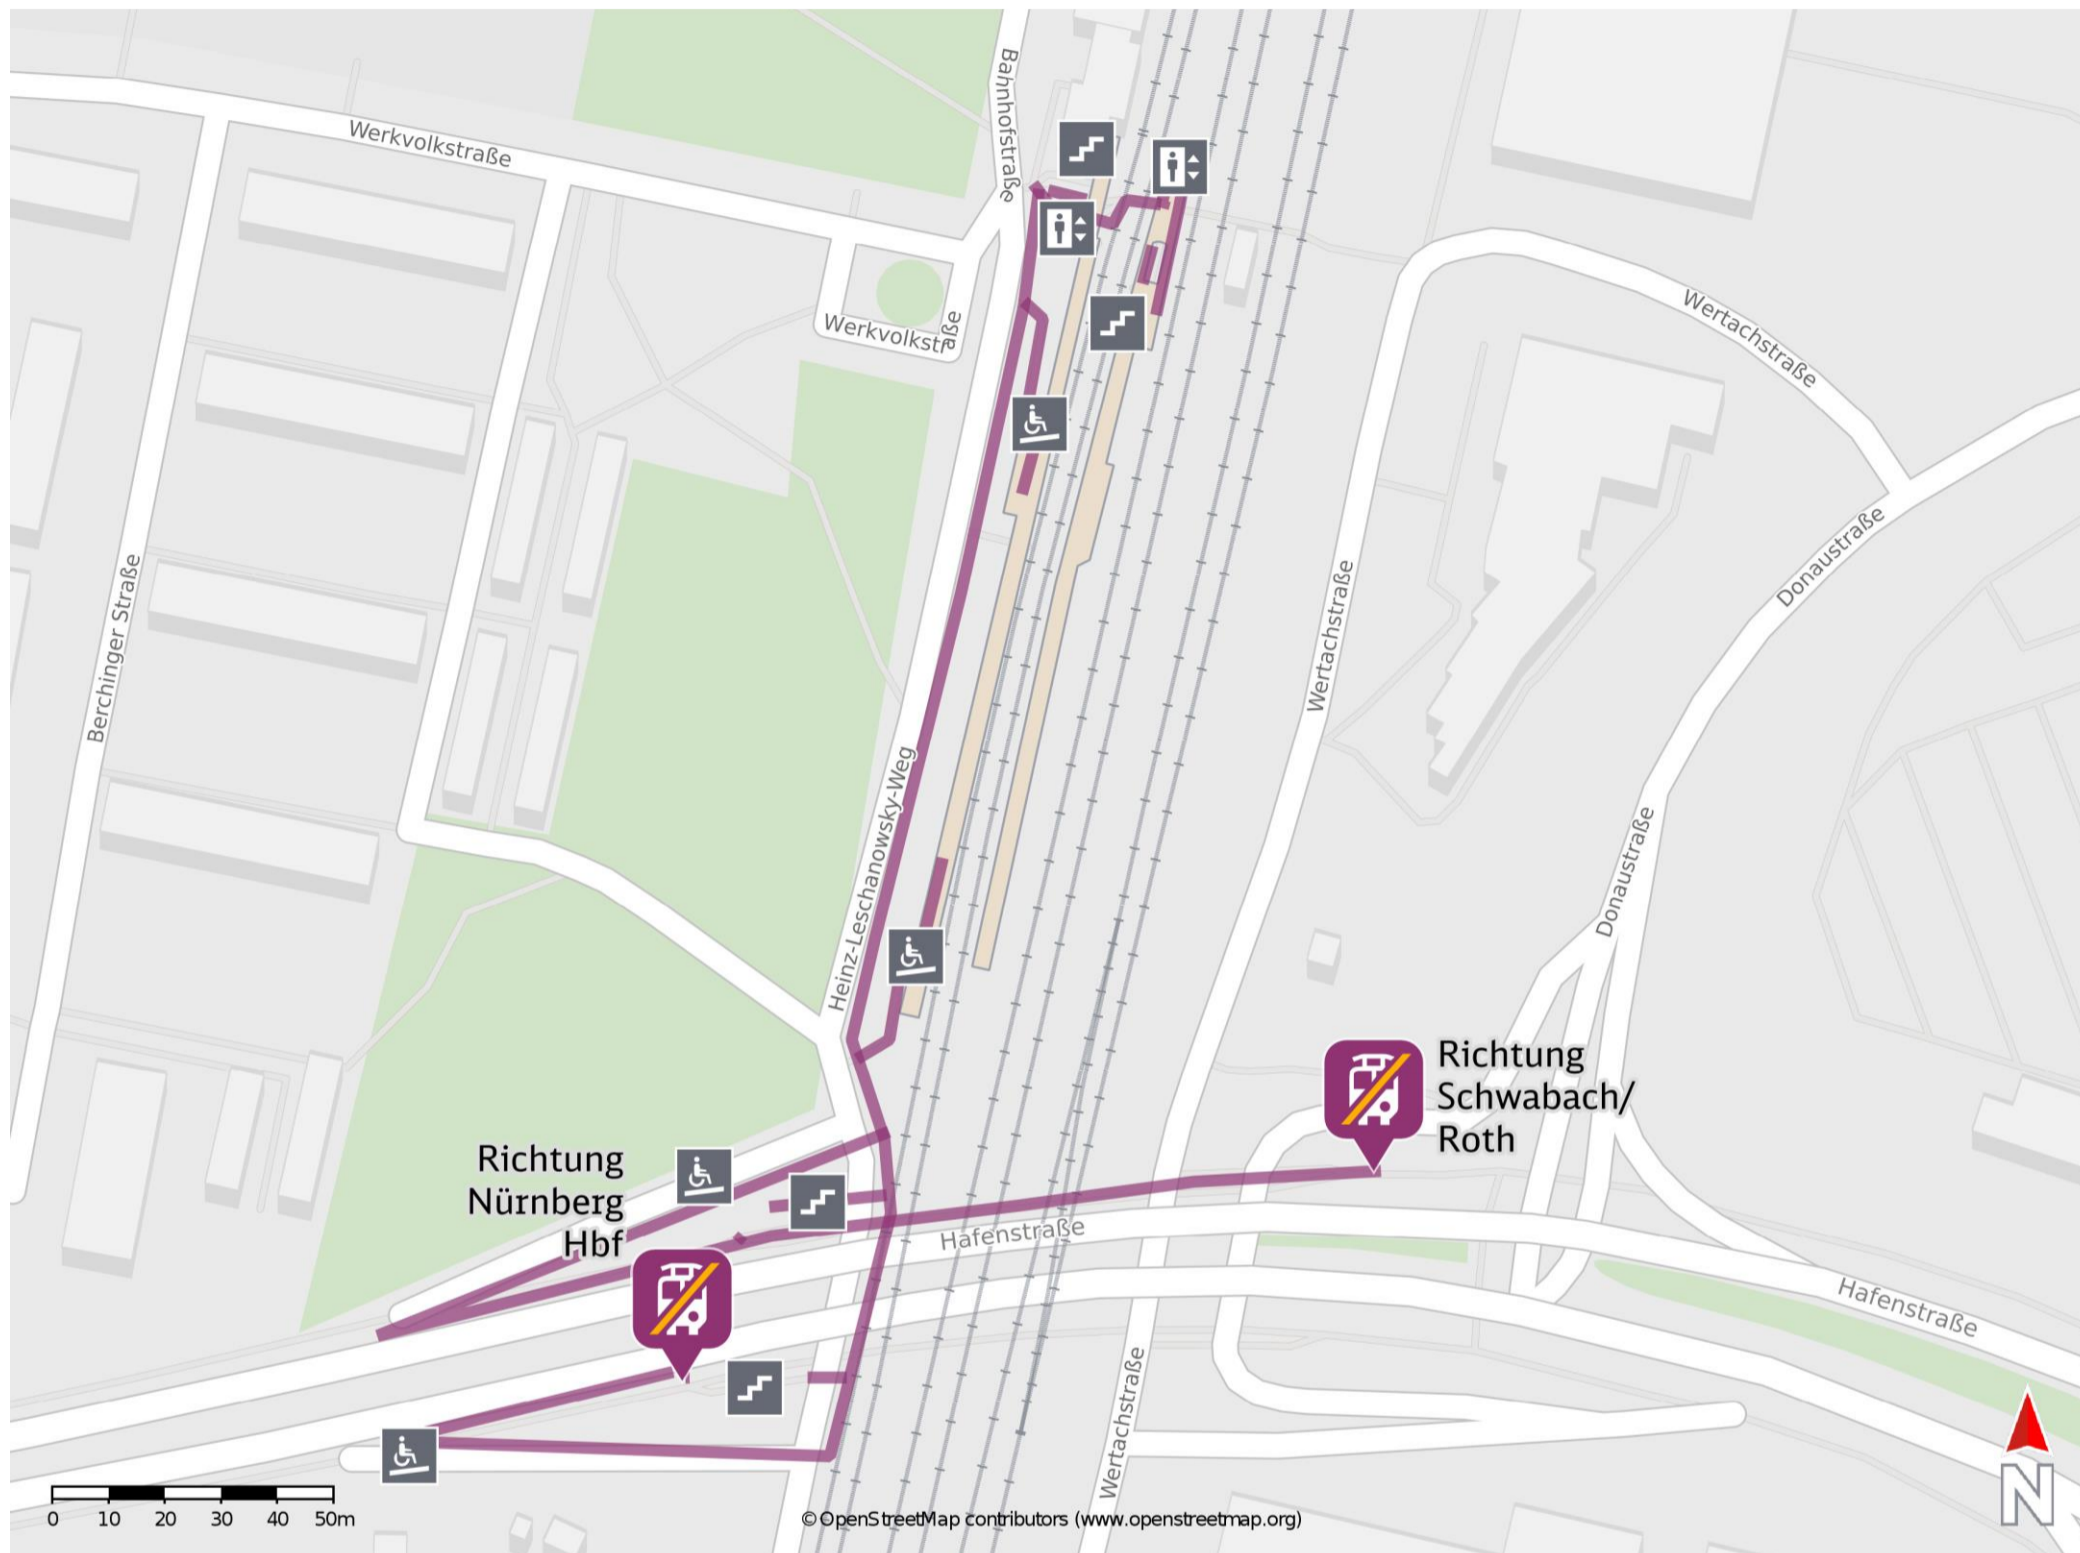 Bahnhofstraße
Werkvolkstraße
Werkvolkstraße
Wertachstraße
Donaustraße
Berchinger Straße
Wertachstraße
Heinz-Leschanowsky-Weg
Donaustraße
Richtung
Schwabach/
Roth
Richtung
Nürnberg
Hbf
Hafenstraße
Hafenstraße
Wertachstraße
N
0 10 20 30 40 50m
©OpenStreetMap contributors (www.openstreetmap.org)